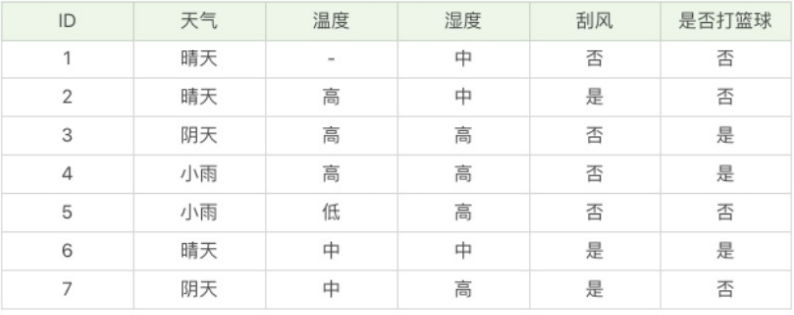 ID 天气 温度 湿度 刮风 是否打篮球
1 晴天 - 中 否 否
2 晴天 高 中 是 否
3 阴天 高 高 否 是
4 小雨 高 高 否 是
5 小雨 低 高 否 否
6 晴天 中 中 是 是
7 阴天 中 高 是 否